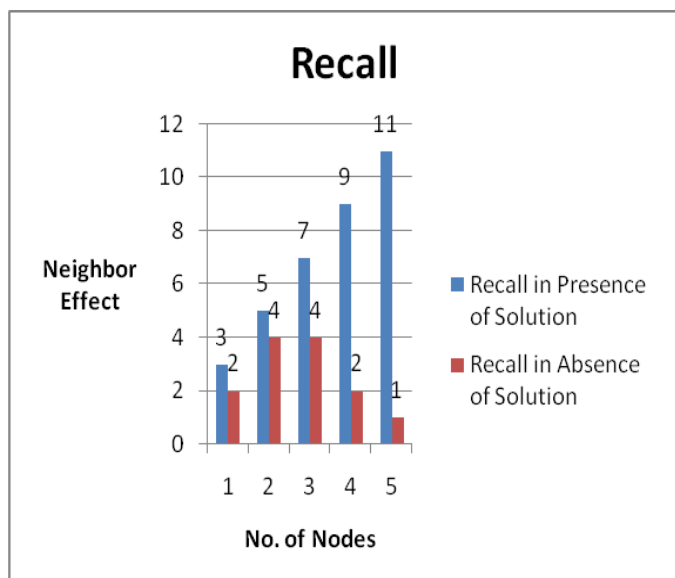 Recall
12
10
8
6
4
2
0
Neighbor
Effect
3
2
5
4
7
4
9
2
11
1
1 2 3 4 5
No. of Nodes
Recall in Presence
of Solution
Recall in Absence
of Solution